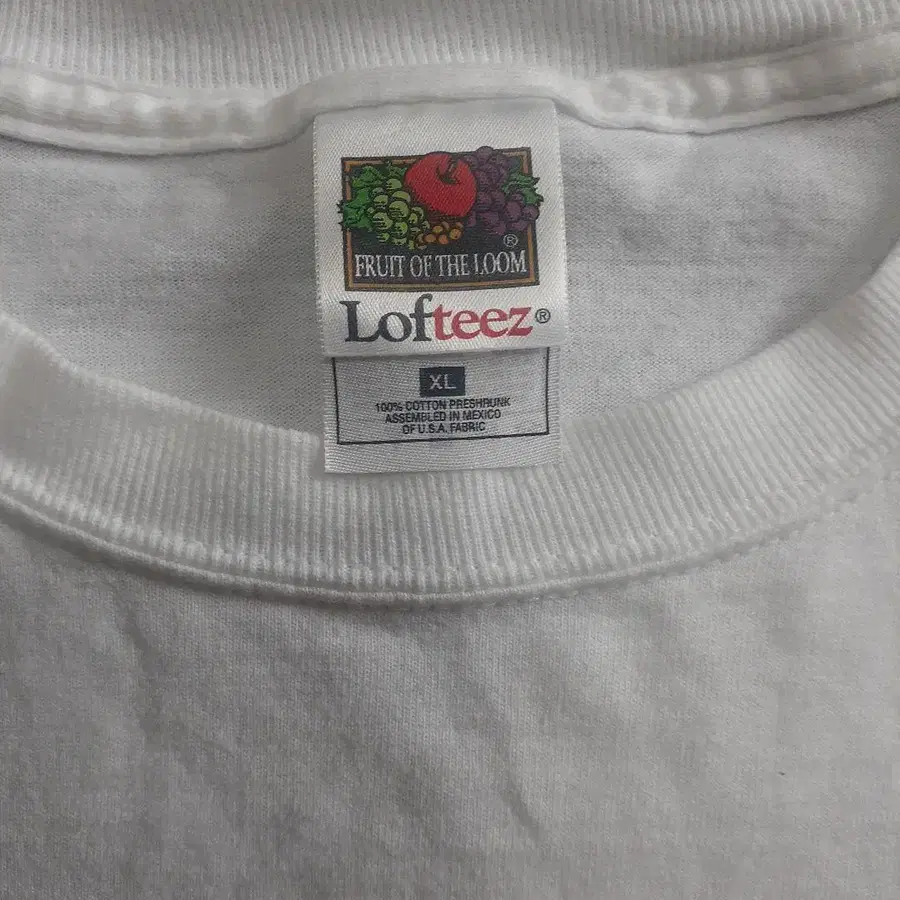 ®
FRUIT OF THE LOOM
Lofteez®
XL
100% COTTON PRESHRUNK
ASSEMBLED IN MEXICO
OF U.S.A. FABRIC